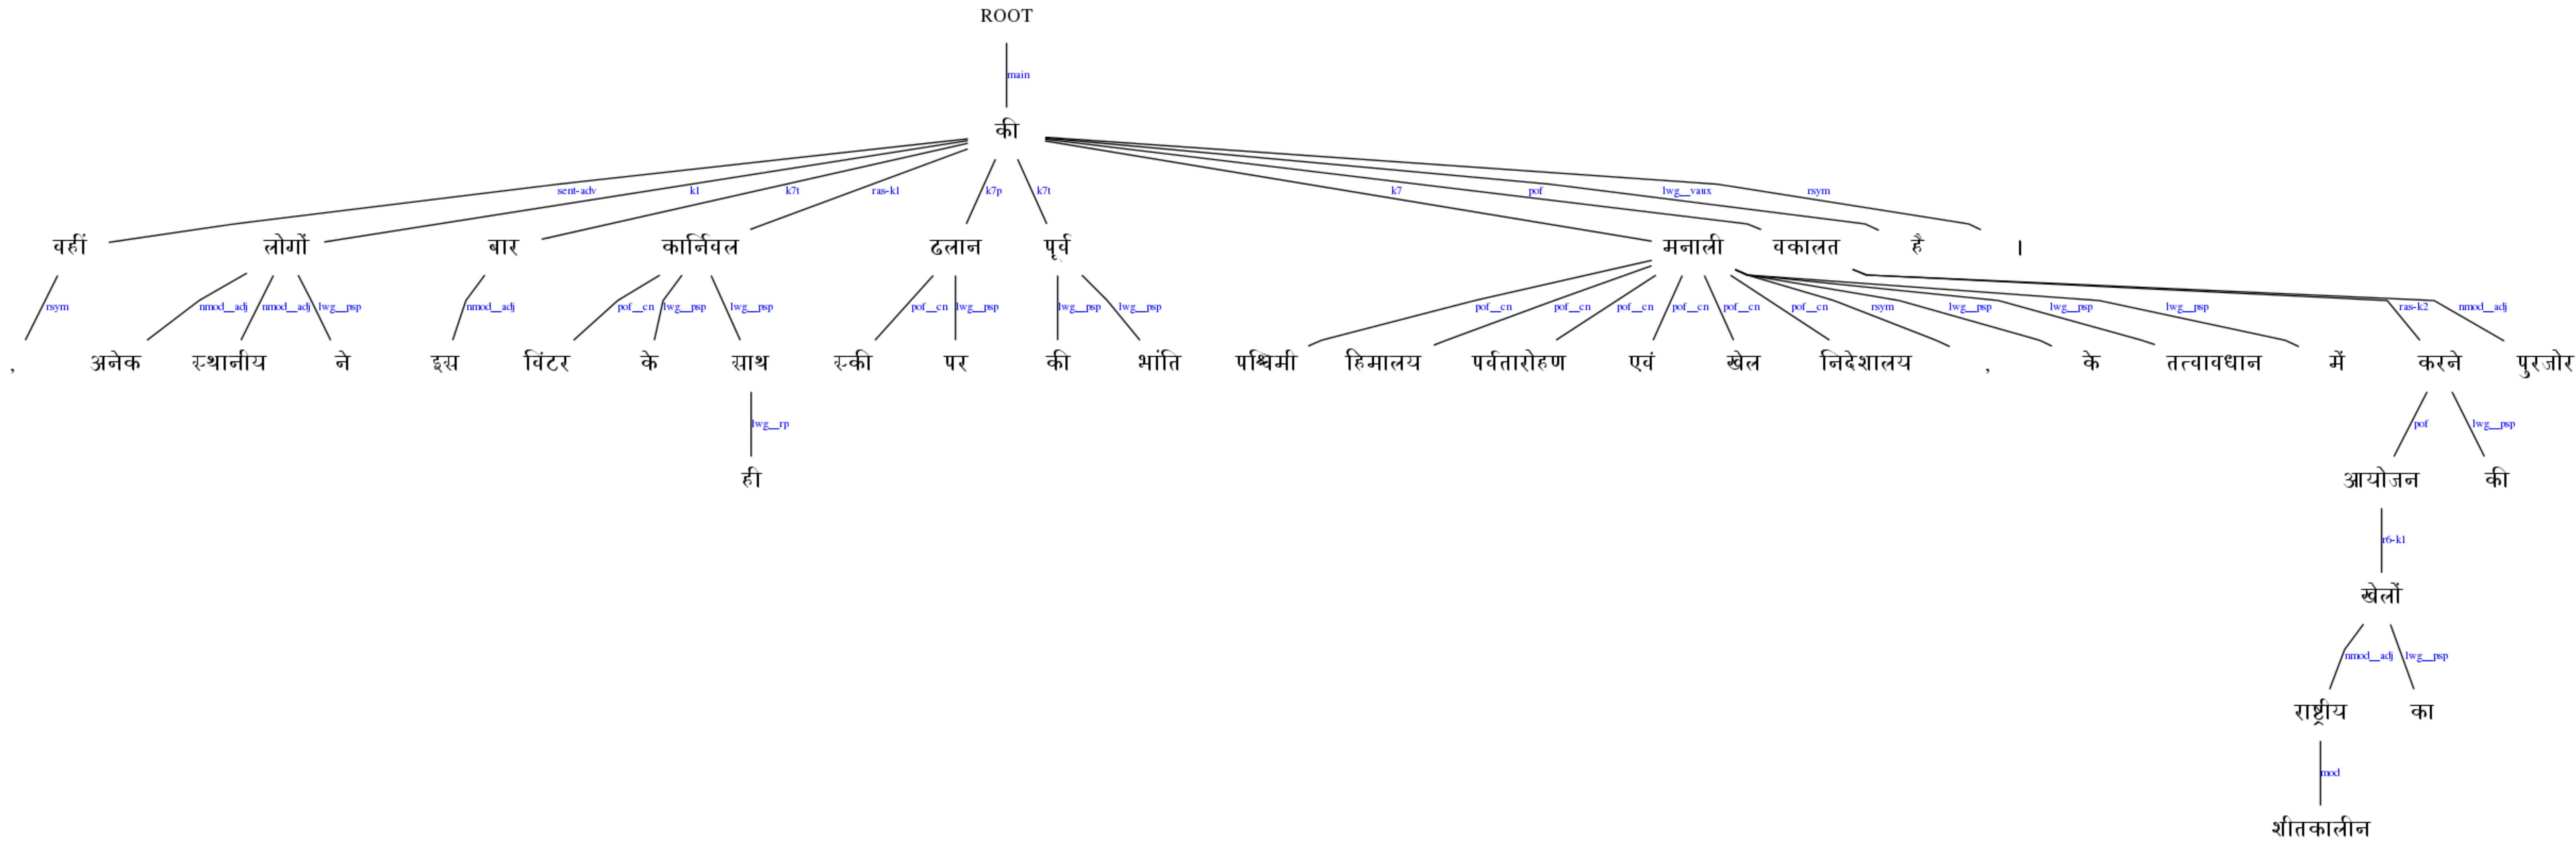 ROOT
main
की
sent-adv k1 k7t ras-k1 k7p k7t k7 pof lwg__vaux rsym
वहीं लोगों बार कार्निवल ढलान पूर्व मनाली वकालत है ।
rsym nmod__adj nmod__adj lwg__psp nmod__adj pof__cn lwg__psp lwg__psp pof__cn lwg__psp lwg__psp lwg__psp pof__cn pof__cn pof__cn pof__cn pof__cn pof__cn rsym lwg__psp lwg__psp lwg__psp ras-k2 nmod__adj
, अनेक स्थानीय ने इस विंटर के साथ स्की पर की भांति पश्चिमी हिमालय पर्वतारोहण एवं खेल निदेशालय , के तत्वावधान में करने पुरजोर
lwg__rp pof lwg__psp
ही आयोजन की
r6-k1
खेलों
nmod__adj lwg__psp
राष्ट्रीय का
mod
शीतकालीन